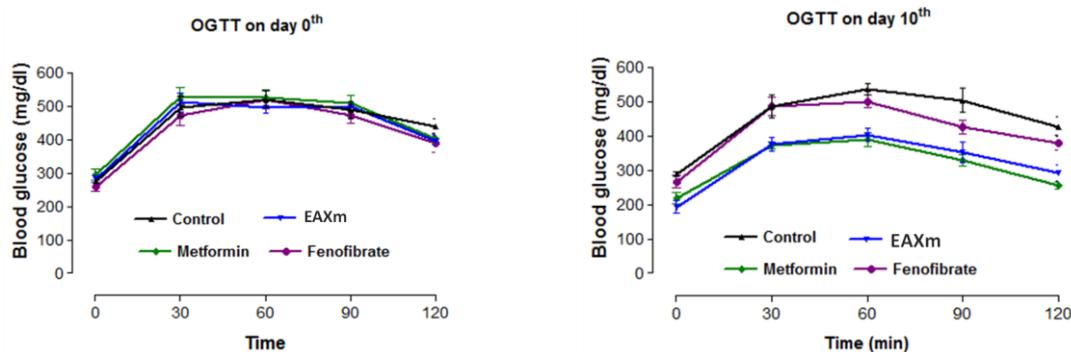 OGTT on day 0th
Blood glucose (mg/dl)
600
500
400
300
200
100
0
Control
EAXm
Metformin
Fenofibrate
0 30 60 90 120
Time
OGTT on day 10th
Blood glucose (mg/dl)
600
500
400
300
200
100
0
Control
EAXm
Metformin
Fenofibrate
0 30 60 90 120
Time (min)